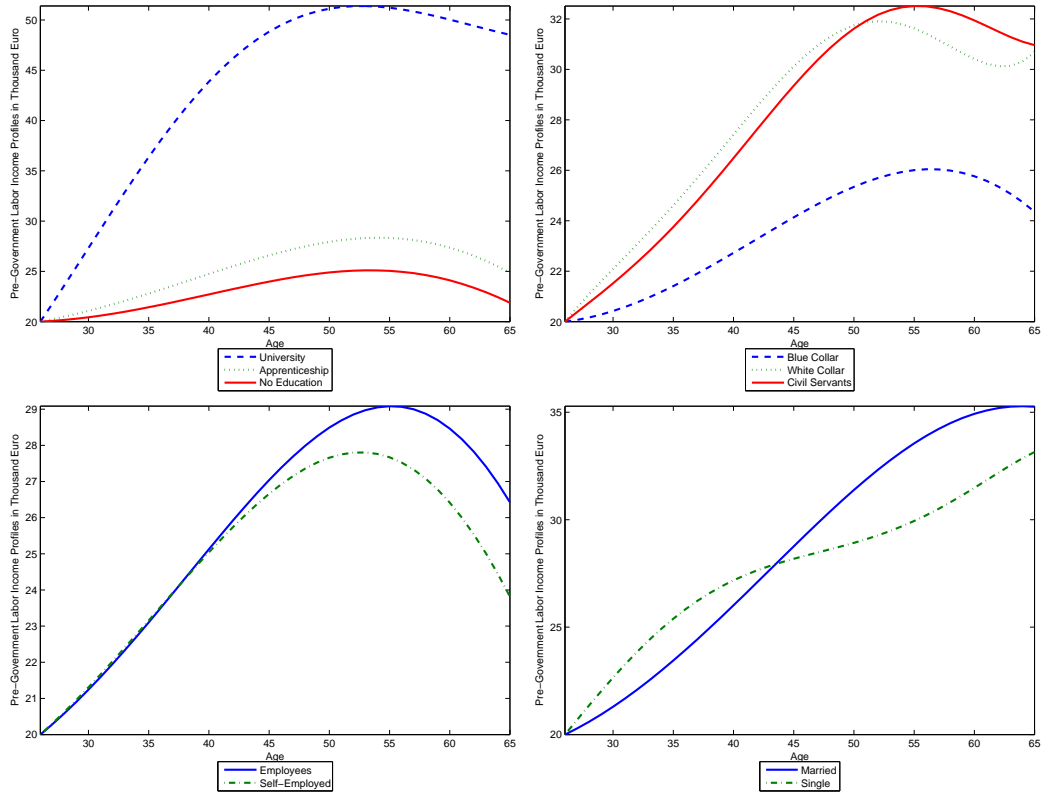 Pre−Government Labor Income Profiles in Thousand Euro
50
45
40
35
30
25
20
30 35 40 45 50 55 60 65
Age
University
Apprenticeship
No Education
Pre−Government Labor Income Profiles in Thousand Euro
32
30
28
26
24
22
20
30 35 40 45 50 55 60 65
Age
Blue Collar
White Collar
Civil Servants
Pre−Government Labor Income Profiles in Thousand Euro
29
28
27
26
25
24
23
22
21
20
30 35 40 45 50 55 60 65
Age
Employees
Self−Employed
Pre−Government Labor Income Profiles in Thousand Euro
35
30
25
20
30 35 40 45 50 55 60 65
Age
Married
Single